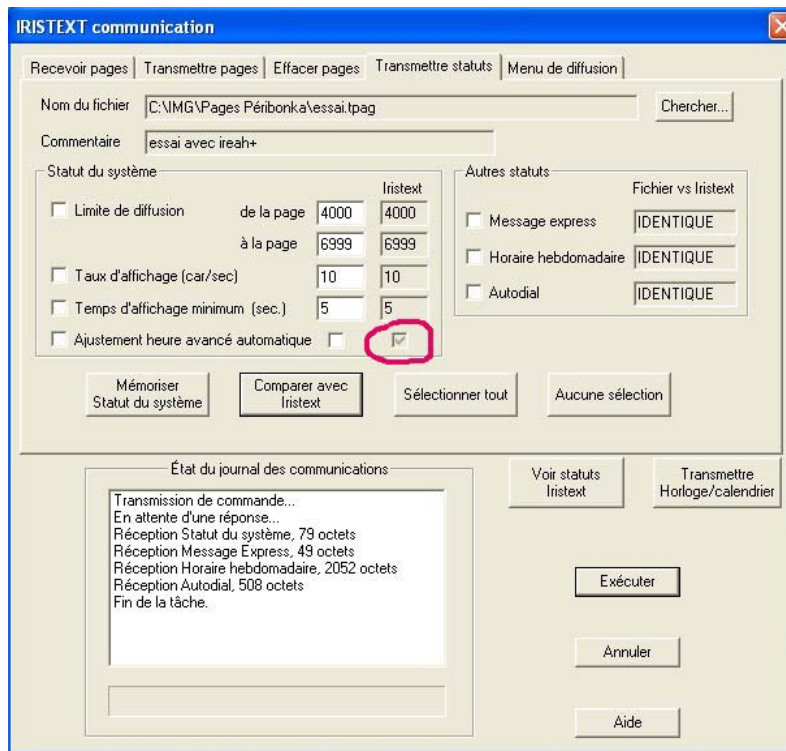 IRISTEXT communication
Recevoir pages Transmettre pages Effacer pages Transmettre statuts Menu de diffusion
Nom du fichier C:\IMG\Pages Péribonka\essai.tpag Chercher...
Commentaire essai avec ireah+
Statut du système
Iristext
Limite de diffusion de la page 4000 4000
à la page 6999 6999
Taux d'affichage (car/sec) 10 10
Temps d'affichage minimum (sec.) 5 5
Ajustement heure avancé automatique
Autres statuts
Fichier vs Iristext
Message express IDENTIQUE
Horaire hebdomadaire IDENTIQUE
Autodial IDENTIQUE
Mémoriser
Statut du système
Comparer avec
Iristext
Sélectionner tout
Aucune sélection
État du journal des communications
Transmission de commande...
En attente d'une réponse...
Réception Statut du système, 79 octets
Réception Message Express, 49 octets
Réception Horaire hebdomadaire, 2052 octets
Réception Autodial, 508 octets
Fin de la tâche.
Voir statuts
Iristext
Transmettre
Horloge/calendrier
Exécuter
Annuler
Aide